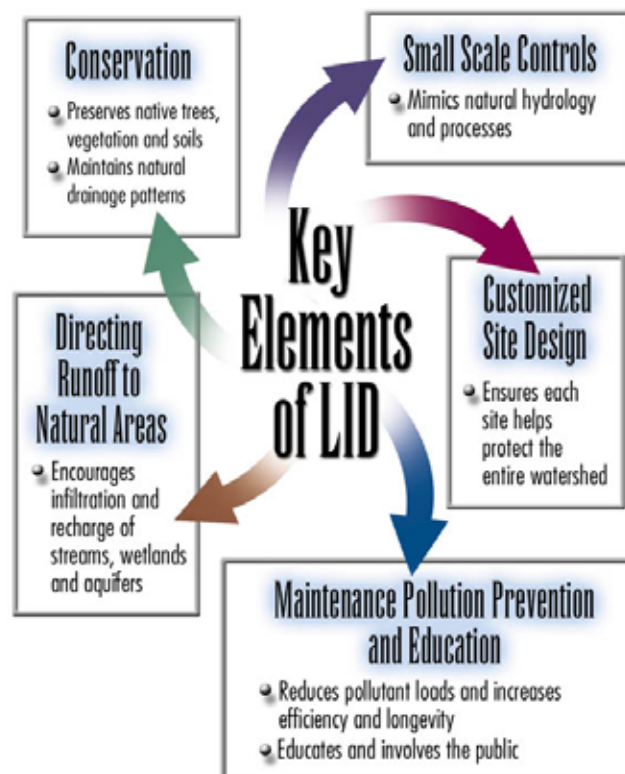 Conservation
Preserves native trees,
vegetation and soils
Maintains natural
drainage patterns
Small Scale Controls
Mimics natural hydrology
and processes
Key
Elements
of LID
Customized
Site Design
Ensures each
site helps
protect the
entire watershed
Directing
Runoff to
Natural Areas
Encourages
infiltration and
recharge of
streams, wetlands
and aquifers
Maintenance Pollution Prevention
and Education
Reduces pollutant loads and increases
efficiency and longevity
Educates and involves the public